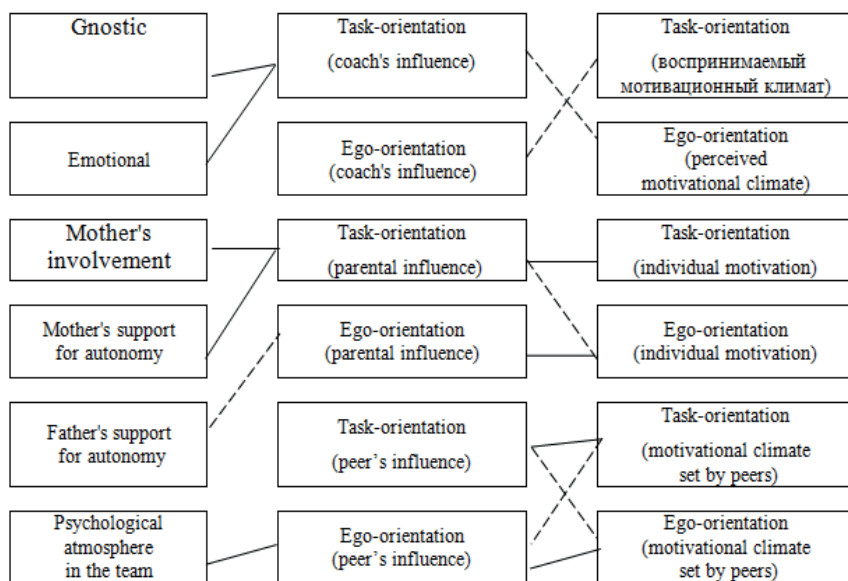 Gnostic
Task-orientation
(coach's influence)
Task-orientation
(воспринимаемый
мотивационный климат)
Emotional
Ego-orientation
(coach's influence)
Ego-orientation
(perceived
motivational climate)
Mother's
involvement
Task-orientation
(parental influence)
Task-orientation
(individual motivation)
Mother's support
for autonomy
Ego-orientation
(parental influence)
Ego-orientation
(individual motivation)
Father's support
for autonomy
Task-orientation
(peer’s influence)
Task-orientation
(motivational climate
set by peers)
Psychological
atmosphere
in the team
Ego-orientation
(peer’s influence)
Ego-orientation
(motivational climate
set by peers)